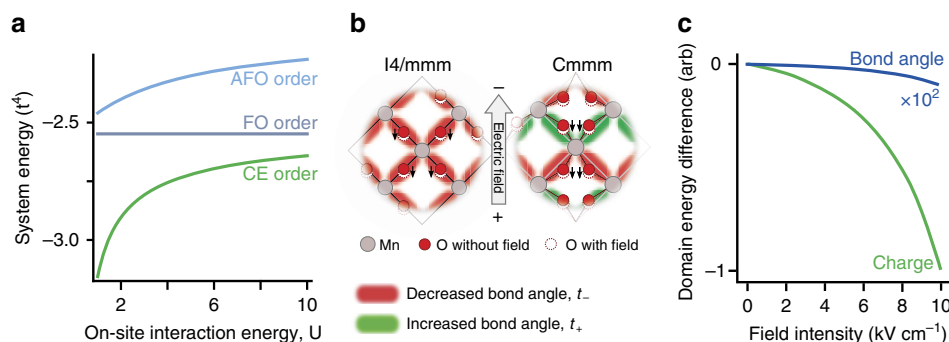 a
System energy (t⁴)
−2.5
−3.0
AFO order
FO order
CE order
2
6
10
On-site interaction energy, U
b
I4/mmm
Cmmm
−
Electric field
+
Mn
O without field
O with field
Decreased bond angle, t₋
Increased bond angle, t₊
c
Domain energy difference (arb)
0
−1
Bond angle
×10²
Charge
0
2
4
6
8
10
Field intensity (kV cm⁻¹)